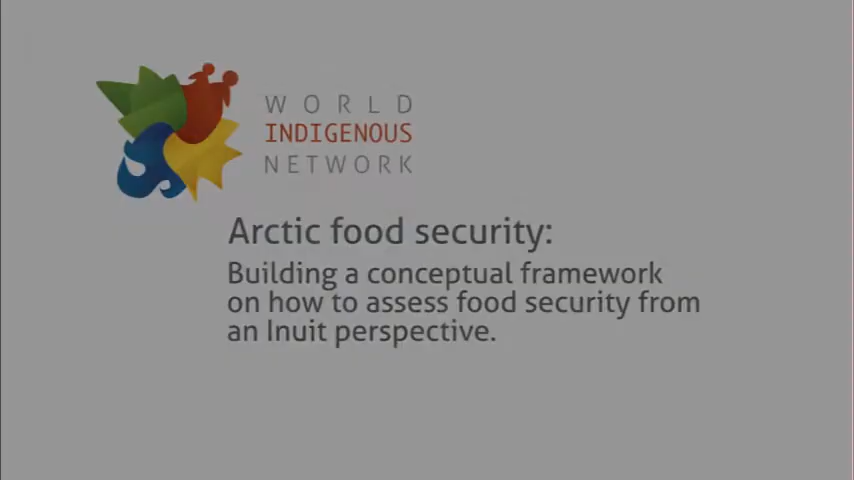 WORLD
INDIGENOUS
NETWORK
Arctic food security:
Building a conceptual framework
on how to assess food security from
an Inuit perspective.